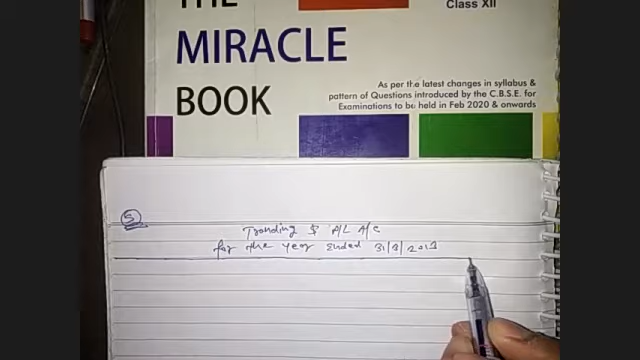 THE
MIRACLE
BOOK
Class XII
As per the latest changes in syllabus &
pattern of Questions introduced by the C.B.S.E. for
Examinations to be held in Feb 2020 & onwards
5
Trading & P/L A/c
for the year Ended 31/3/2013